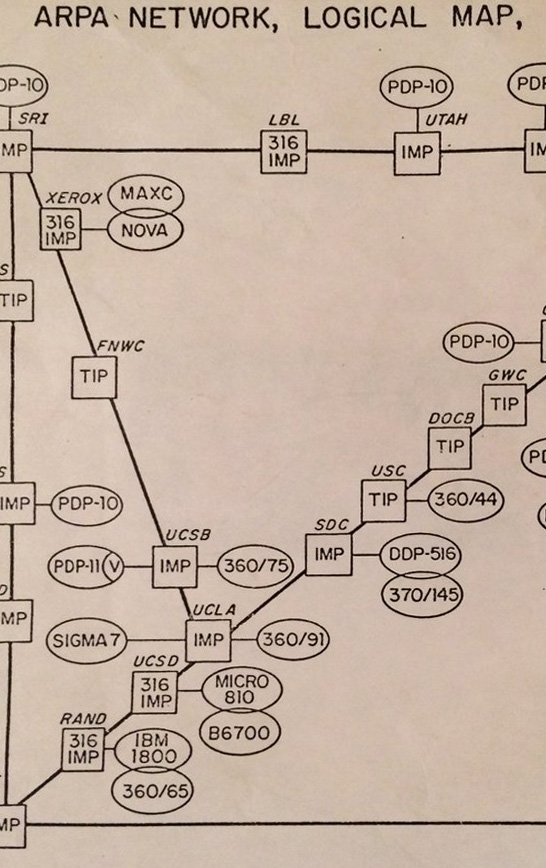 ARPA NETWORK, LOGICAL MAP,
DP-10
PDP-10
PDP
SRI
LBL
UTAH
MP
316
IMP
IMP
IM
XEROX
MAXC
316
IMP
NOVA
S
TIP
FNWC
TIP
PDP-10
GWC
TIP
DOCB
TIP
PD
USC
TIP
360/44
S
IMP
PDP-10
SDC
IMP
DDP-516
370/145
UCSB
PDP-11
V
IMP
360/75
D
MP
UCLA
SIGMA 7
IMP
360/91
UCSD
316
IMP
MICRO
810
B6700
RAND
316
IMP
IBM
1800
360/65
MP